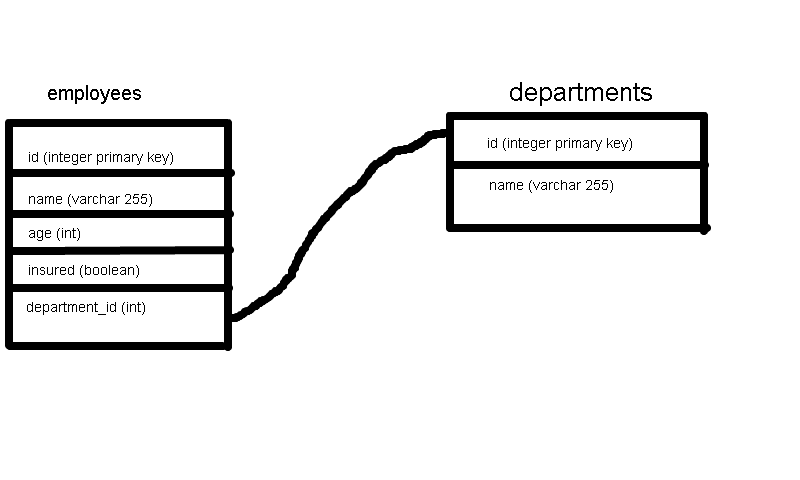 employees
id (integer primary key)
name (varchar 255)
age (int)
insured (boolean)
department_id (int)
departments
id (integer primary key)
name (varchar 255)